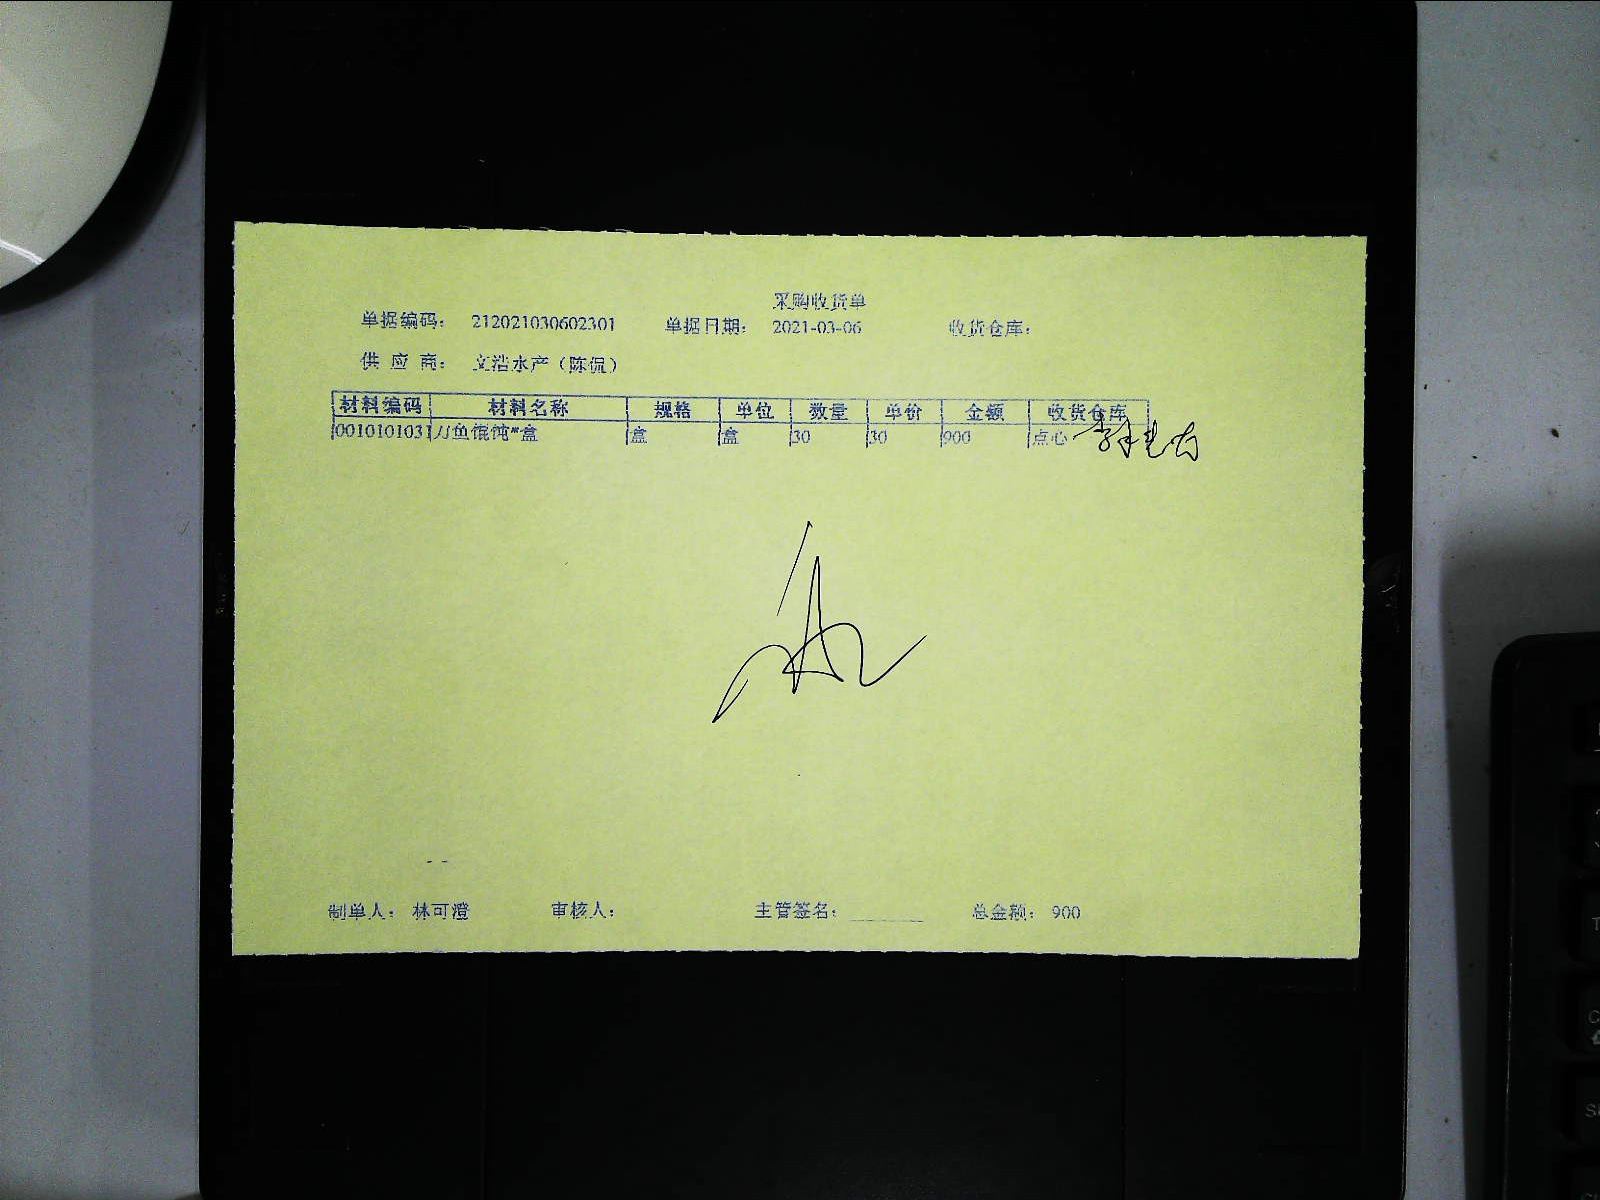 采购收货单
单据编码： 212021030602301 单据日期： 2021-03-06 收货仓库：
供 应 商： 文浩水产（陈侃）
材料编码 材料名称 规格 单位 数量 单价 金额 收货仓库
0010101031 刀鱼馄饨*盒 盒 盒 30 30 900 点心
制单人： 林可澄 审核人： 主管签名： 总金额： 900